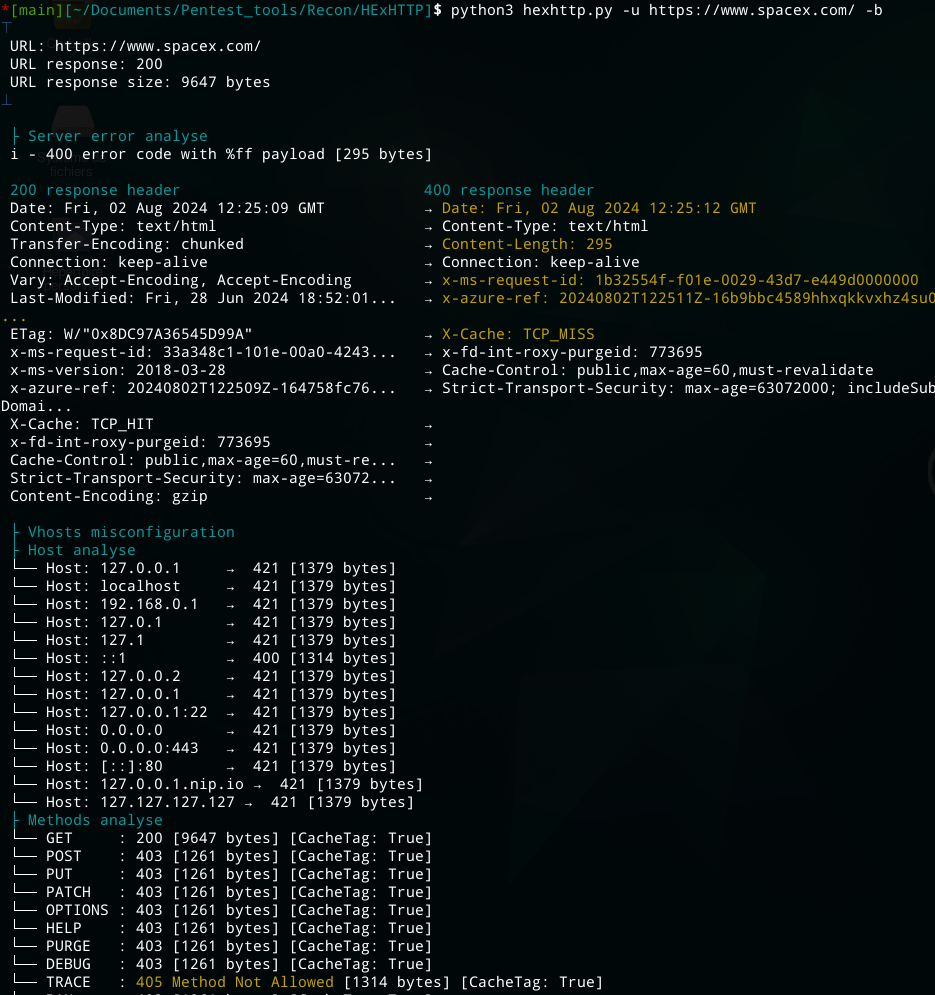 *[main][~/Documents/Pentest_tools/Recon/HExHTTP]$ python3 hexhttp.py -u https://www.spacex.com/ -b
URL: https://www.spacex.com/
URL response: 200
URL response size: 9647 bytes
├ Server error analyse
i - 400 error code with %ff payload [295 bytes]
200 response header 400 response header
Date: Fri, 02 Aug 2024 12:25:09 GMT → Date: Fri, 02 Aug 2024 12:25:12 GMT
Content-Type: text/html → Content-Type: text/html
Transfer-Encoding: chunked → Content-Length: 295
Connection: keep-alive → Connection: keep-alive
Vary: Accept-Encoding, Accept-Encoding → x-ms-request-id: 1b32554f-f01e-0029-43d7-e449d0000000
Last-Modified: Fri, 28 Jun 2024 18:52:01... → x-azure-ref: 20240802T122511Z-16b9bbc4589hhxqkkvxhz4su0
...
ETag: W/"0x8DC97A36545D99A" → X-Cache: TCP_MISS
x-ms-request-id: 33a348c1-101e-00a0-4243... → x-fd-int-roxy-purgeid: 773695
x-ms-version: 2018-03-28 → Cache-Control: public,max-age=60,must-revalidate
x-azure-ref: 20240802T122509Z-164758fc76... → Strict-Transport-Security: max-age=63072000; includeSub
Domai...
X-Cache: TCP_HIT →
x-fd-int-roxy-purgeid: 773695 →
Cache-Control: public,max-age=60,must-re... →
Strict-Transport-Security: max-age=63072... →
Content-Encoding: gzip →
├ Vhosts misconfiguration
├ Host analyse
└── Host: 127.0.0.1 → 421 [1379 bytes]
└── Host: localhost → 421 [1379 bytes]
└── Host: 192.168.0.1 → 421 [1379 bytes]
└── Host: 127.0.1 → 421 [1379 bytes]
└── Host: 127.1 → 421 [1379 bytes]
└── Host: ::1 → 400 [1314 bytes]
└── Host: 127.0.0.2 → 421 [1379 bytes]
└── Host: 127.0.0.1 → 421 [1379 bytes]
└── Host: 127.0.0.1:22 → 421 [1379 bytes]
└── Host: 0.0.0.0 → 421 [1379 bytes]
└── Host: 0.0.0.0:443 → 421 [1379 bytes]
└── Host: [::]:80 → 421 [1379 bytes]
└── Host: 127.0.0.1.nip.io → 421 [1379 bytes]
└── Host: 127.127.127.127 → 421 [1379 bytes]
├ Methods analyse
└── GET : 200 [9647 bytes] [CacheTag: True]
└── POST : 403 [1261 bytes] [CacheTag: True]
└── PUT : 403 [1261 bytes] [CacheTag: True]
└── PATCH : 403 [1261 bytes] [CacheTag: True]
└── OPTIONS : 403 [1261 bytes] [CacheTag: True]
└── HELP : 403 [1261 bytes] [CacheTag: True]
└── PURGE : 403 [1261 bytes] [CacheTag: True]
└── DEBUG : 403 [1261 bytes] [CacheTag: True]
└── TRACE : 405 Method Not Allowed [1314 bytes] [CacheTag: True]